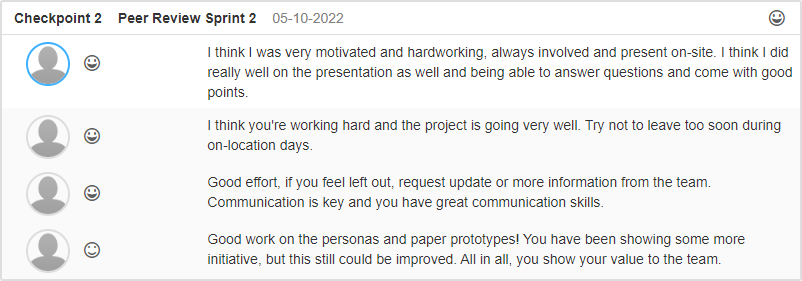 Checkpoint 2 Peer Review Sprint 2 05-10-2022
I think I was very motivated and hardworking, always involved and present on-site. I think I did
really well on the presentation as well and being able to answer questions and come with good
points.
I think you're working hard and the project is going very well. Try not to leave too soon during
on-location days.
Good effort, if you feel left out, request update or more information from the team.
Communication is key and you have great communication skills.
Good work on the personas and paper prototypes! You have been showing some more
initiative, but this still could be improved. All in all, you show your value to the team.